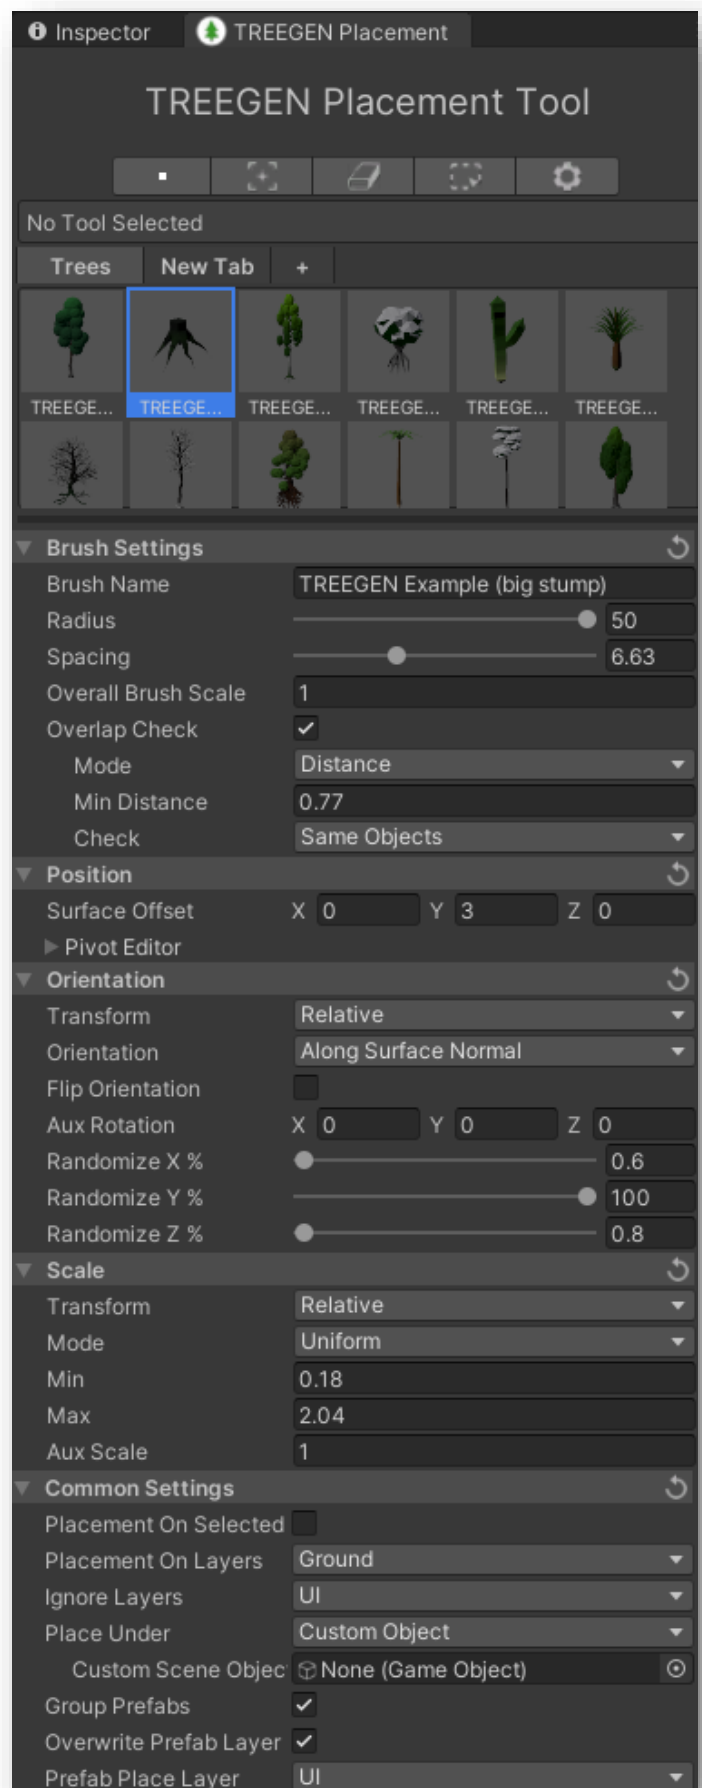 Inspector TREEGEN Placement
TREEGEN Placement Tool
No Tool Selected
Trees New Tab +
TREEGE... TREEGE... TREEGE... TREEGE... TREEGE... TREEGE...
Brush Settings
Brush Name TREEGEN Example (big stump)
Radius 50
Spacing 6.63
Overall Brush Scale 1
Overlap Check
Mode Distance
Min Distance 0.77
Check Same Objects
Position
Surface Offset X 0 Y 3 Z 0
Pivot Editor
Orientation
Transform Relative
Orientation Along Surface Normal
Flip Orientation
Aux Rotation X 0 Y 0 Z 0
Randomize X % 0.6
Randomize Y % 100
Randomize Z % 0.8
Scale
Transform Relative
Mode Uniform
Min 0.18
Max 2.04
Aux Scale 1
Common Settings
Placement On Selected
Placement On Layers Ground
Ignore Layers UI
Place Under Custom Object
Custom Scene Objec None (Game Object)
Group Prefabs
Overwrite Prefab Layer
Prefab Place Layer UI